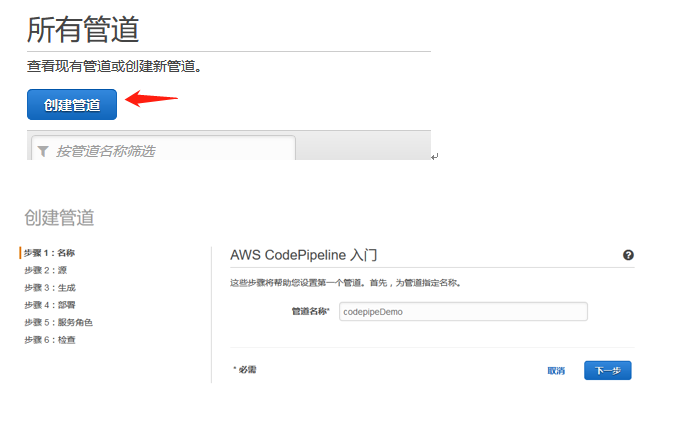 所有管道
查看现有管道或创建新管道。
创建管道
按管道名称筛选
创建管道
步骤 1：名称
步骤 2：源
步骤 3：生成
步骤 4：部署
步骤 5：服务角色
步骤 6：检查
AWS CodePipeline 入门
这些步骤将帮助您设置第一个管道。首先，为管道指定名称。
管道名称* codepipeDemo
* 必需 取消 下一步